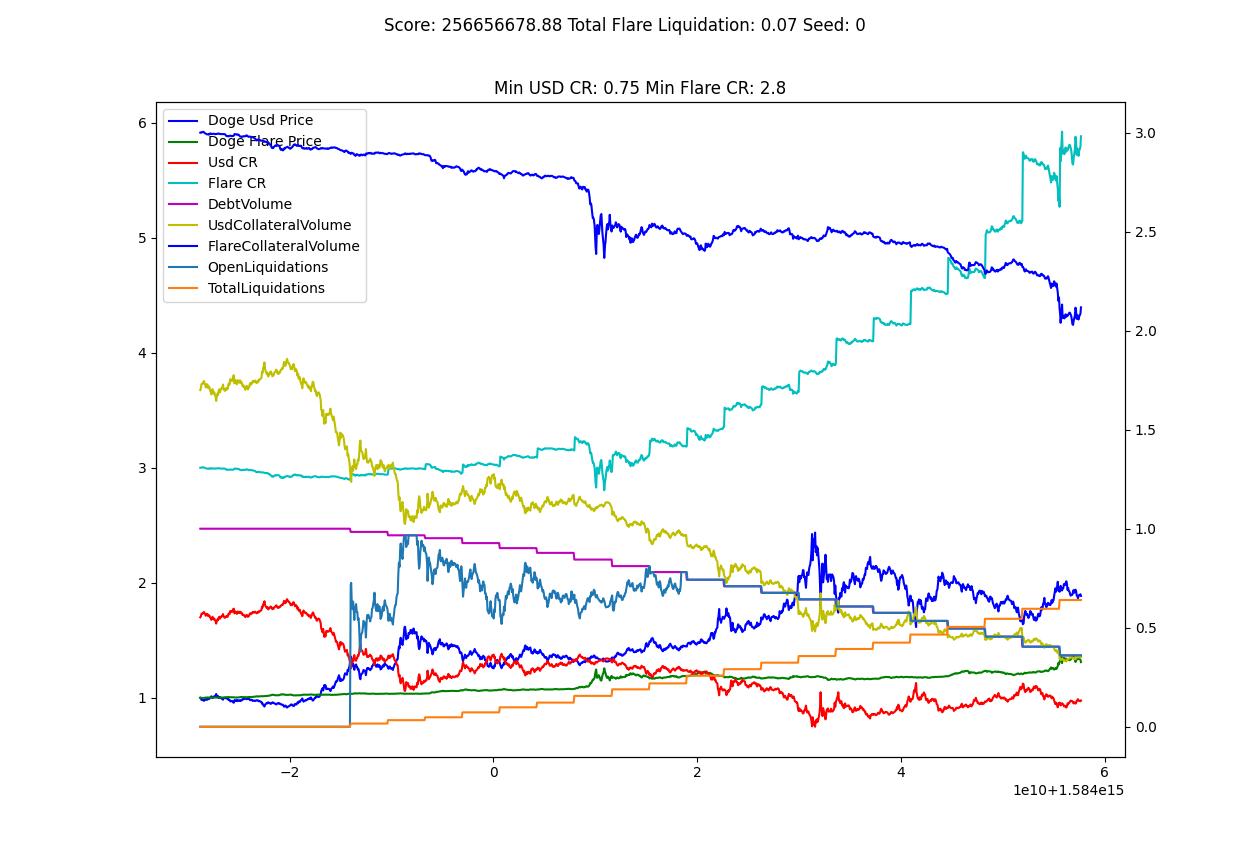 Score: 256656678.88 Total Flare Liquidation: 0.07 Seed: 0
Min USD CR: 0.75 Min Flare CR: 2.8
Doge Usd Price
Doge Flare Price
Usd CR
Flare CR
DebtVolume
UsdCollateralVolume
FlareCollateralVolume
OpenLiquidations
TotalLiquidations
6
5
4
3
2
1
3.0
2.5
2.0
1.5
1.0
0.5
0.0
−2
0
2
4
6
1e10+1.584e15